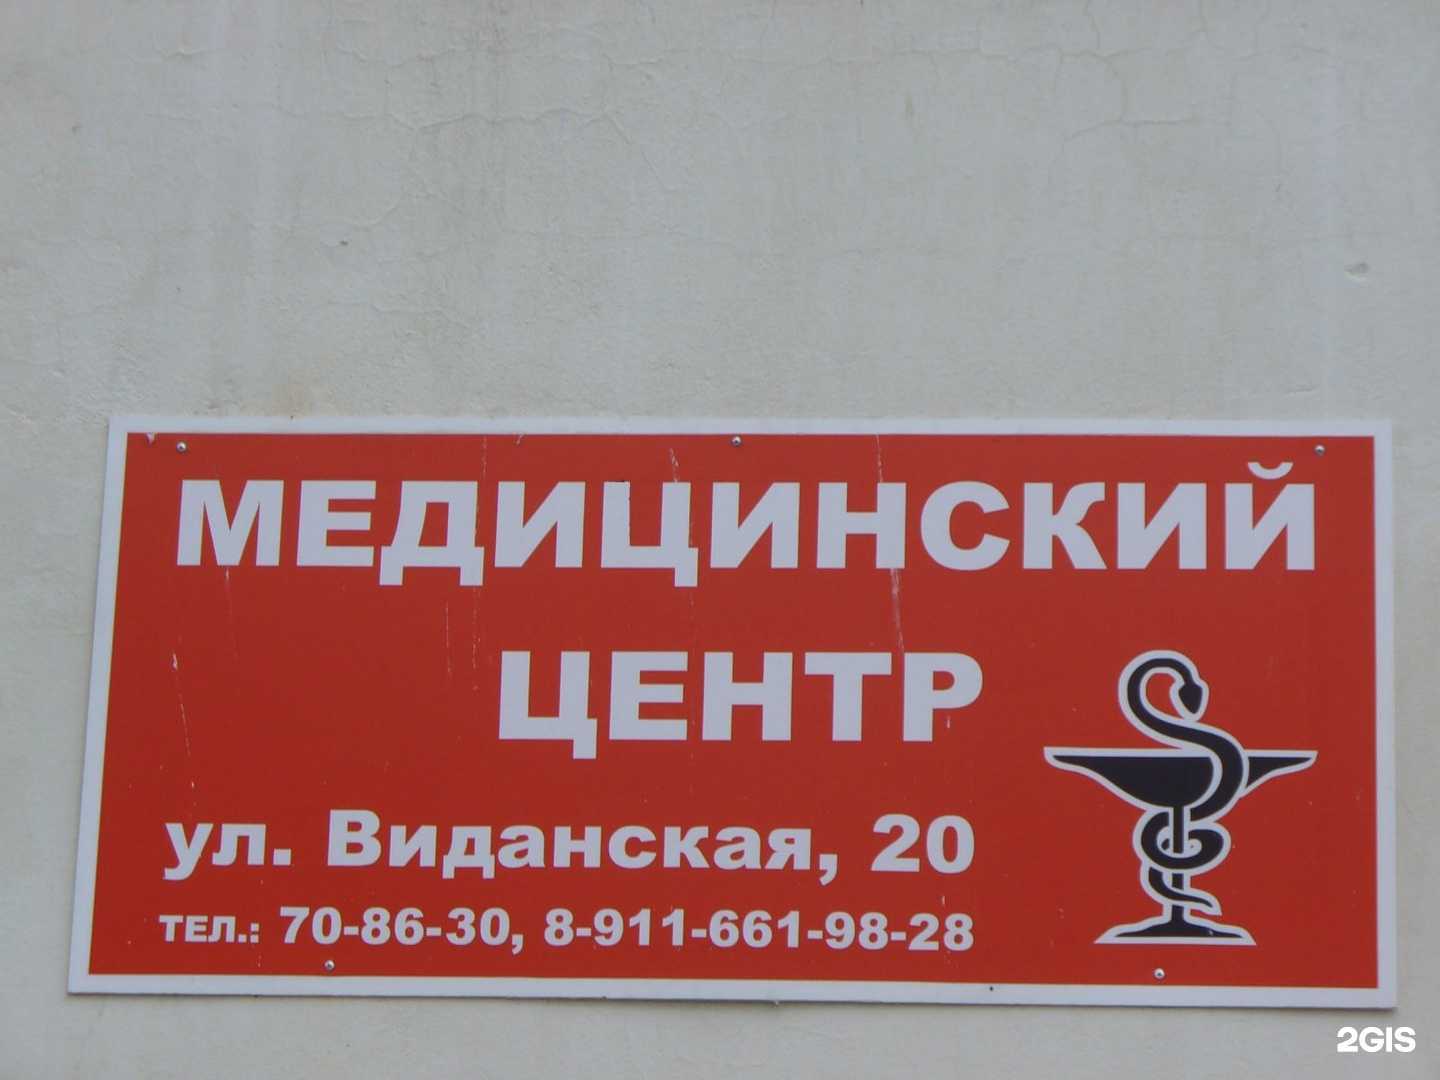 МЕДИЦИНСКИЙ
ЦЕНТР
ул. Виданская, 20
тел.: 70-86-30, 8-911-661-98-28
2GIS